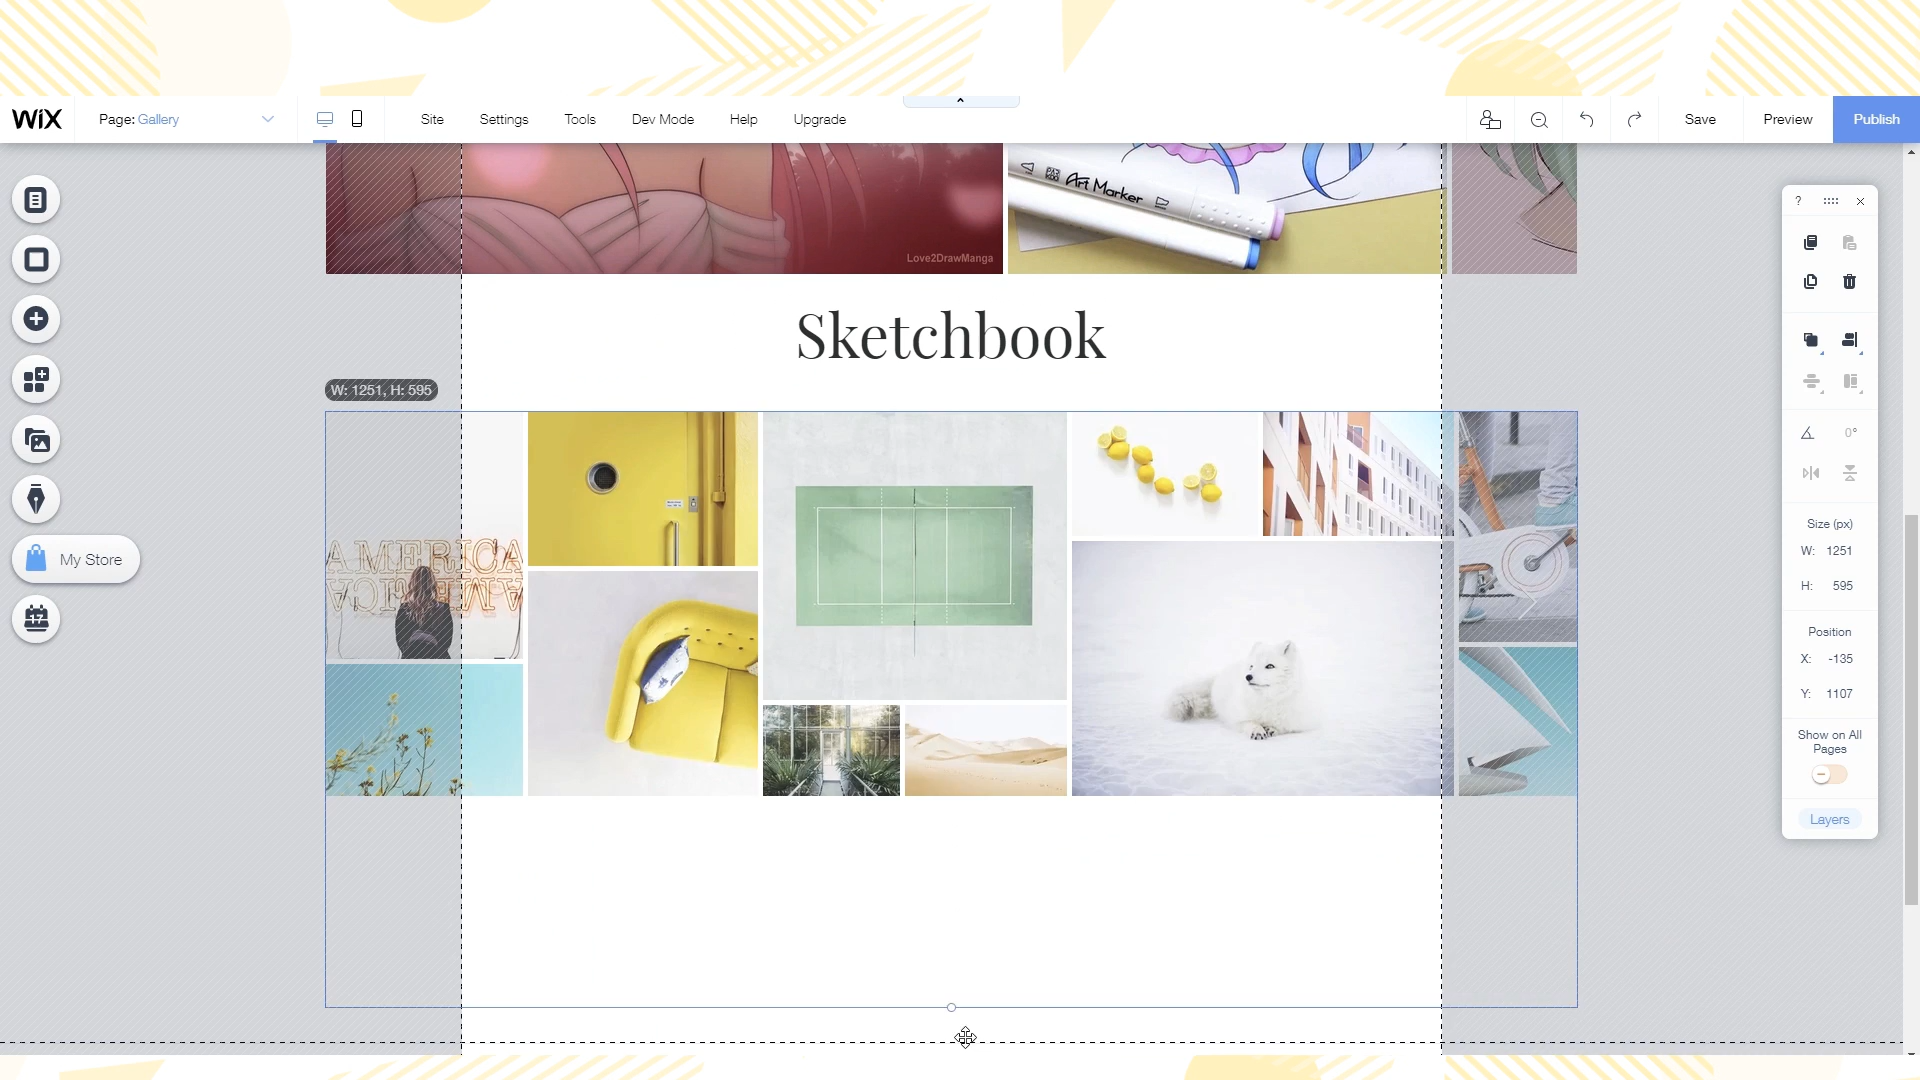 WiX
Page: Gallery
Site
Settings
Tools
Dev Mode
Help
Upgrade
Save
Preview
Publish
Art Marker
Love2DrawManga
Sketchbook
W: 1251, H: 595
AMERICA
My Store
17
?
0°
Size (px)
W: 1251
H: 595
Position
X: -135
Y: 1107
Show on All
Pages
Layers